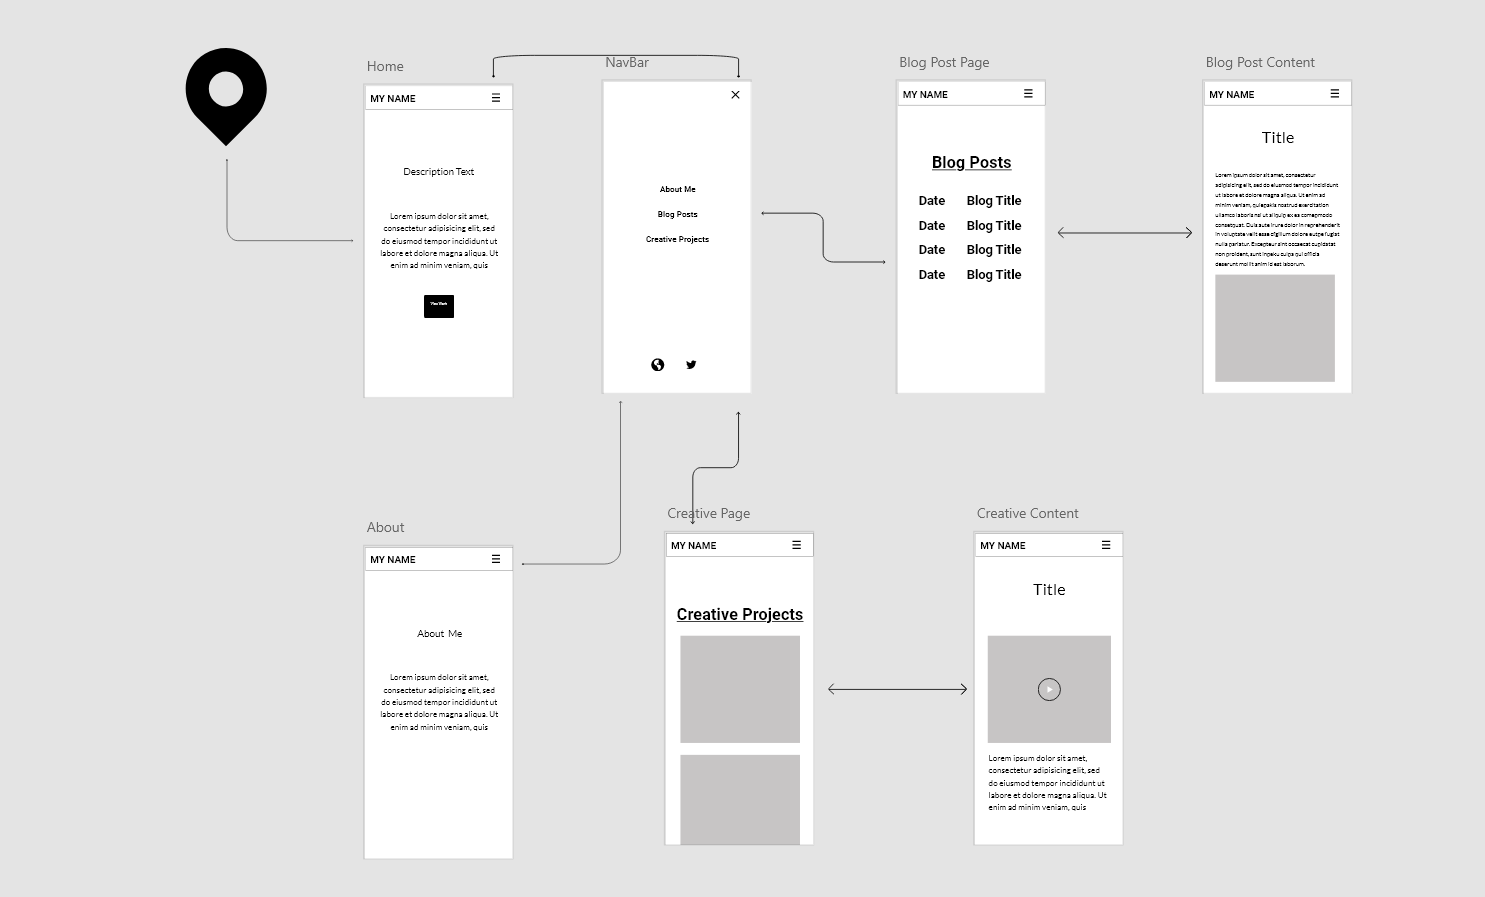 Home
MY NAME
Description Text
Lorem ipsum dolor sit amet,
consectetur adipisicing elit, sed
do eiusmod tempor incididunt ut
labore et dolore magna aliqua. Ut
enim ad minim veniam, quis
View Work
NavBar
About Me
Blog Posts
Creative Projects
Blog Post Page
MY NAME
Blog Posts
Date Blog Title
Date Blog Title
Date Blog Title
Date Blog Title
Blog Post Content
MY NAME
Title
Lorem ipsum dolor sit amet, consectetur
adipisicing elit, sed do eiusmod tempor incididunt
ut labore et dolore magna aliqua. Ut enim ad
minim veniam, quis nostrud exercitation
ullamco laboris nisi ut aliquip ex ea commodo
consequat. Duis aute irure dolor in reprehenderit
in voluptate velit esse cillum dolore eu fugiat
nulla pariatur. Excepteur sint occaecat cupidatat
non proident, sunt in culpa qui officia
deserunt mollit anim id est laborum.
About
MY NAME
About Me
Lorem ipsum dolor sit amet,
consectetur adipisicing elit, sed
do eiusmod tempor incididunt ut
labore et dolore magna aliqua. Ut
enim ad minim veniam, quis
Creative Page
MY NAME
Creative Projects
Creative Content
MY NAME
Title
Lorem ipsum dolor sit amet,
consectetur adipisicing elit, sed
do eiusmod tempor incididunt ut
labore et dolore magna aliqua. Ut
enim ad minim veniam, quis